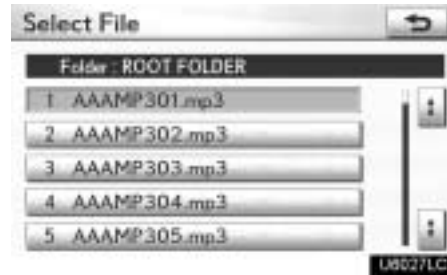 Select File
Folder : ROOT FOLDER
1 AAAMP301.mp3
2 AAAMP302.mp3
3 AAAMP303.mp3
4 AAAMP304.mp3
5 AAAMP305.mp3
U8027LC